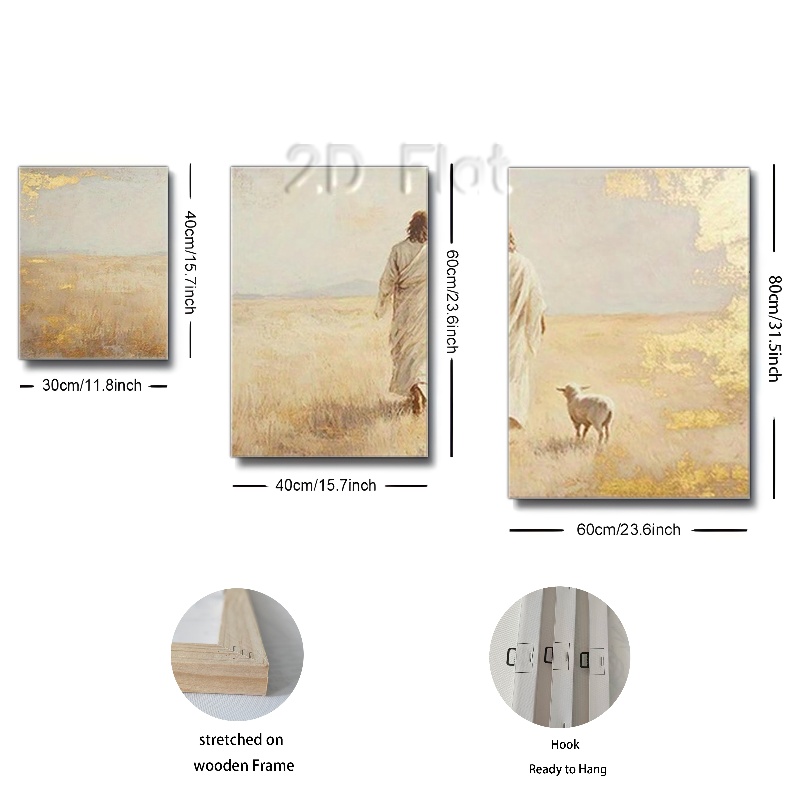 2D Flat
40cm/15.7inch
30cm/11.8inch
60cm/23.6inch
40cm/15.7inch
80cm/31.5inch
60cm/23.6inch
stretched on
wooden Frame
Hook
Ready to Hang